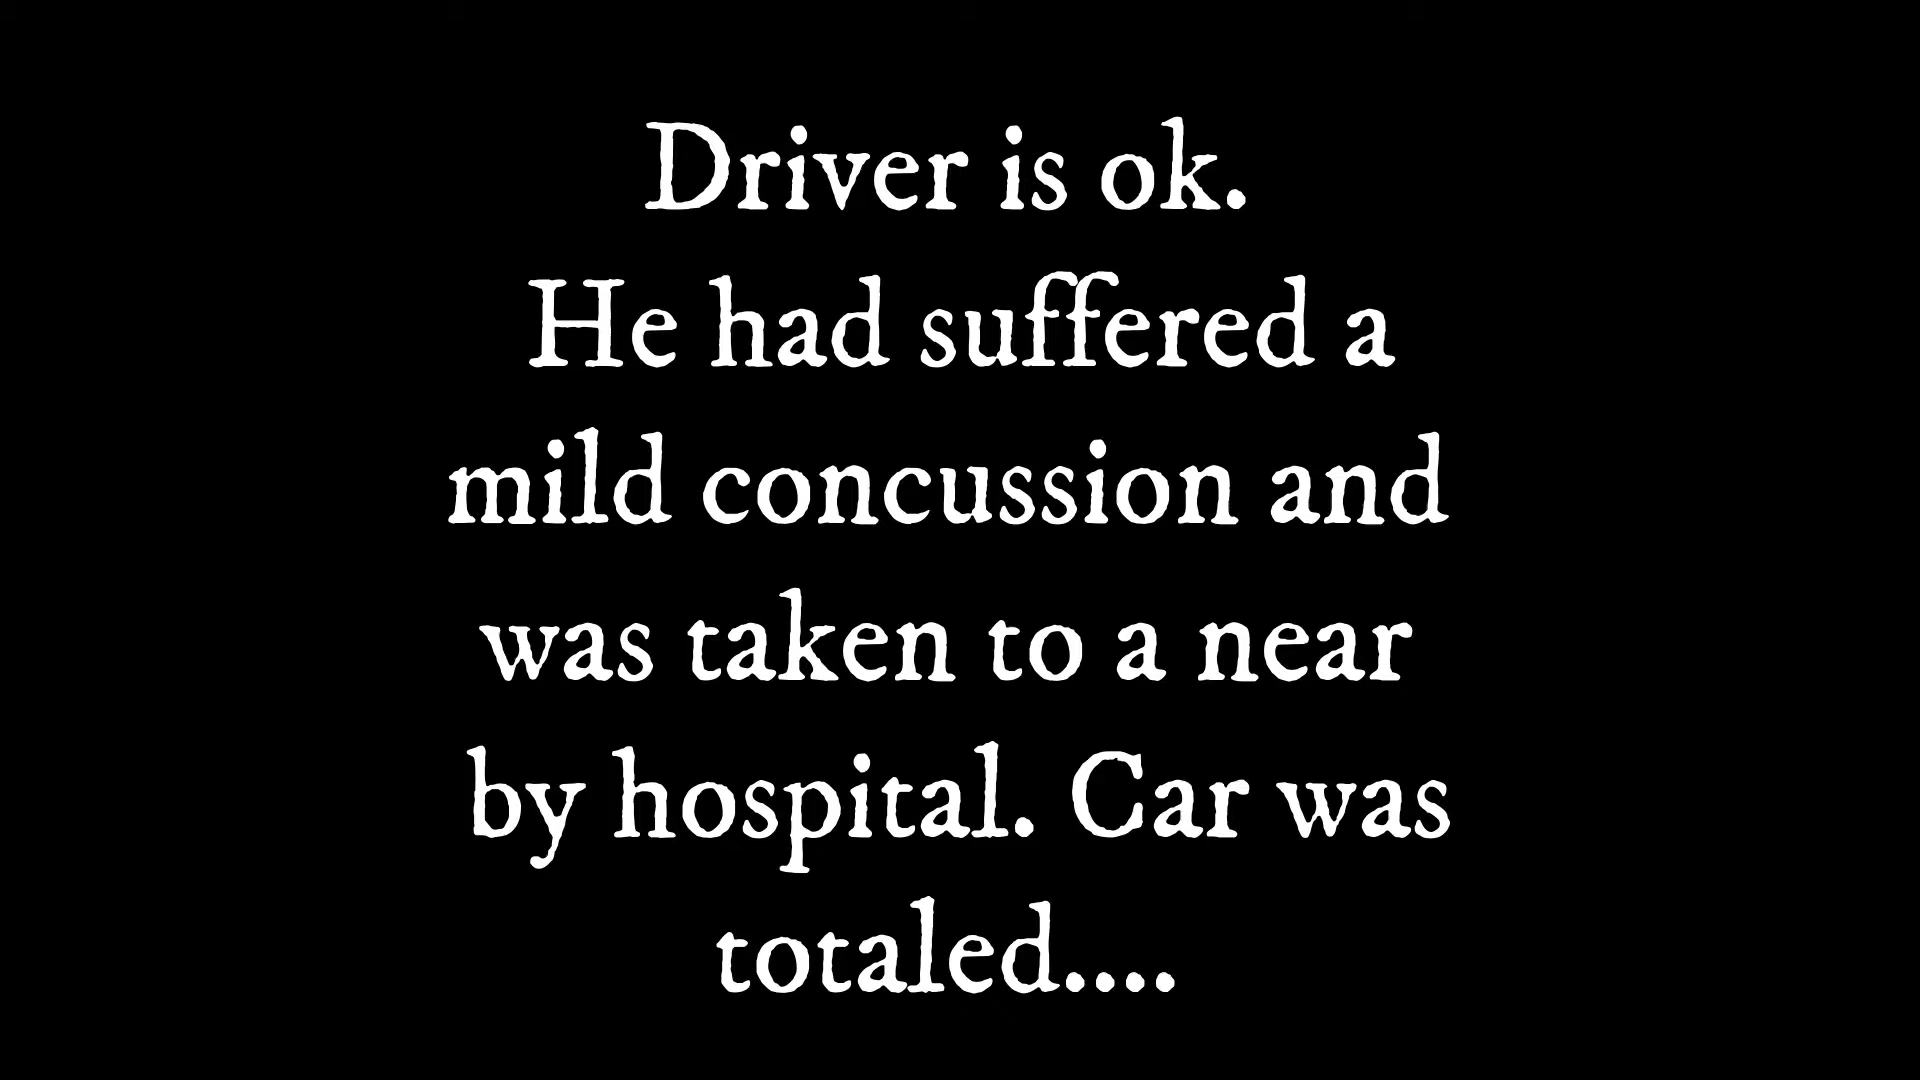 Driver is ok.
He had suffered a
mild concussion and
was taken to a near
by hospital. Car was
totaled....